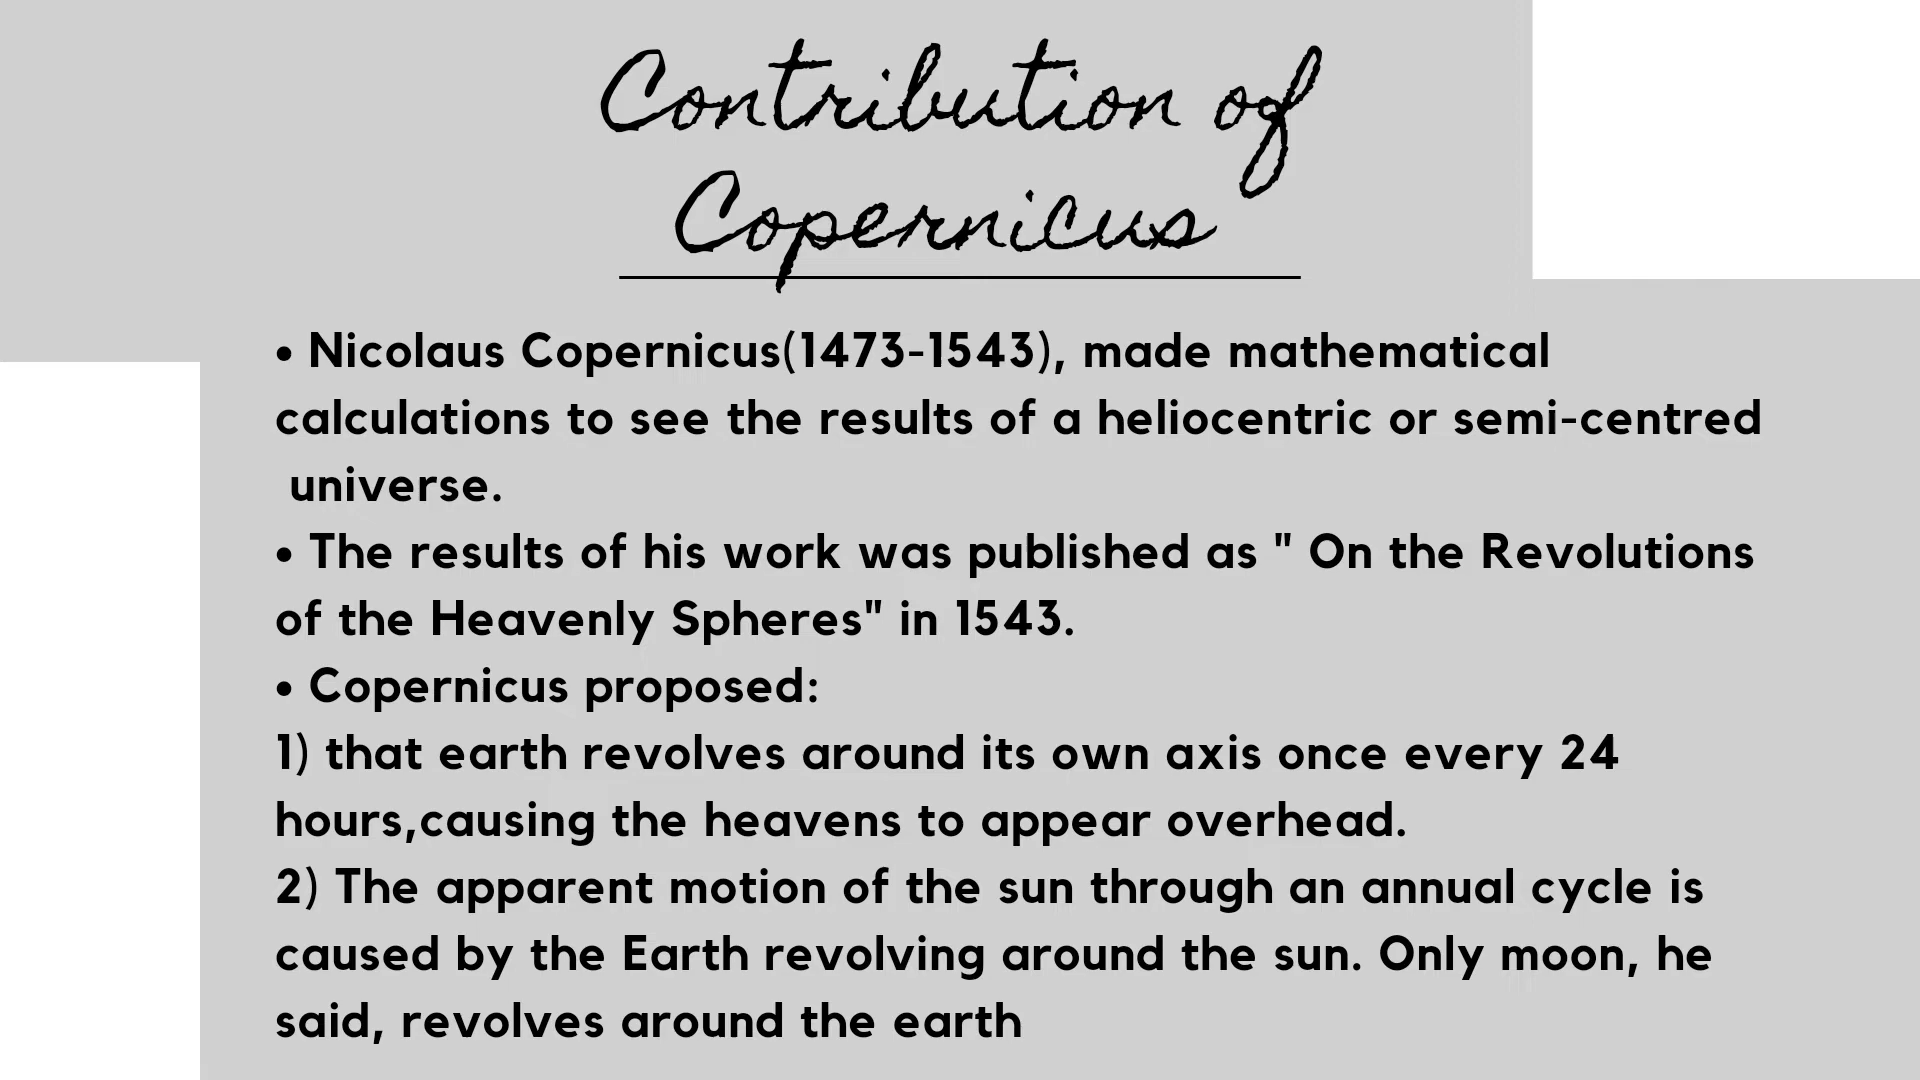 Contribution of
Copernicus
• Nicolaus Copernicus(1473-1543), made mathematical
calculations to see the results of a heliocentric or semi-centred
universe.
• The results of his work was published as " On the Revolutions
of the Heavenly Spheres" in 1543.
• Copernicus proposed:
1) that earth revolves around its own axis once every 24
hours,causing the heavens to appear overhead.
2) The apparent motion of the sun through an annual cycle is
caused by the Earth revolving around the sun. Only moon, he
said, revolves around the earth